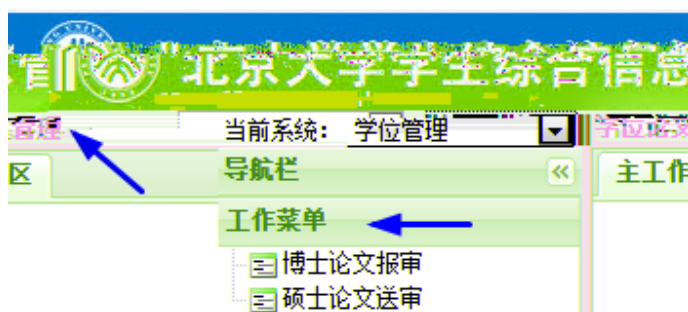 北京大学学生综合信息
管理 当前系统: 学位管理
区 导航栏 主工作
工作菜单
博士论文报审
硕士论文送审